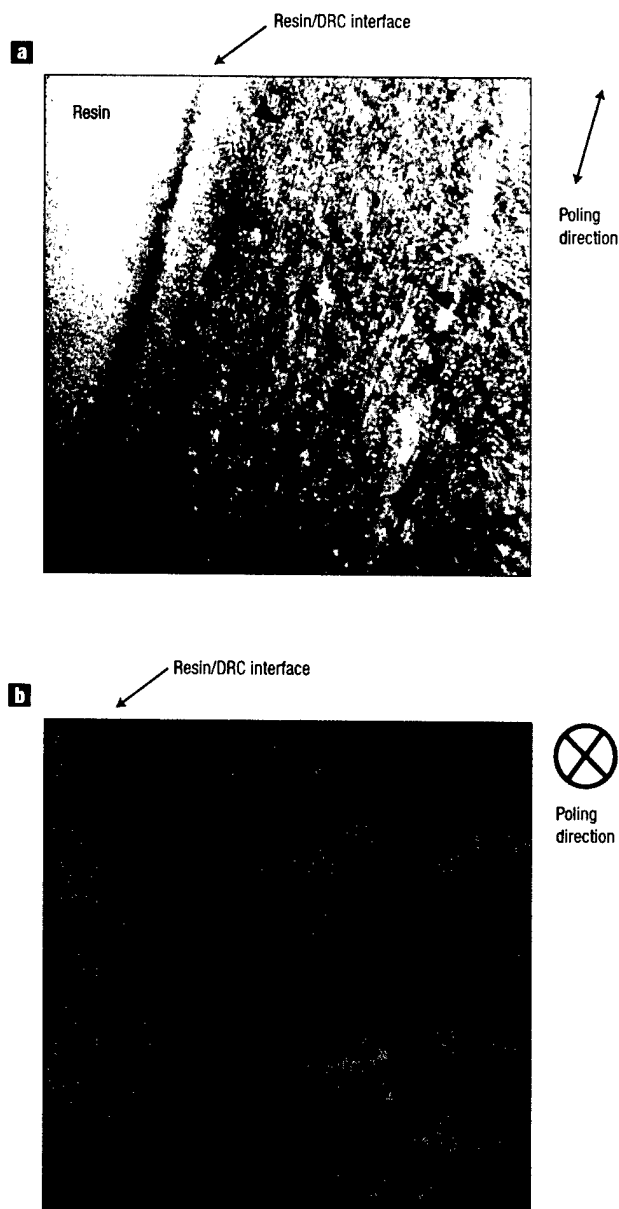 Resin/DRC interface
a
Resin
Poling
direction
Resin/DRC interface
b
Poling
direction